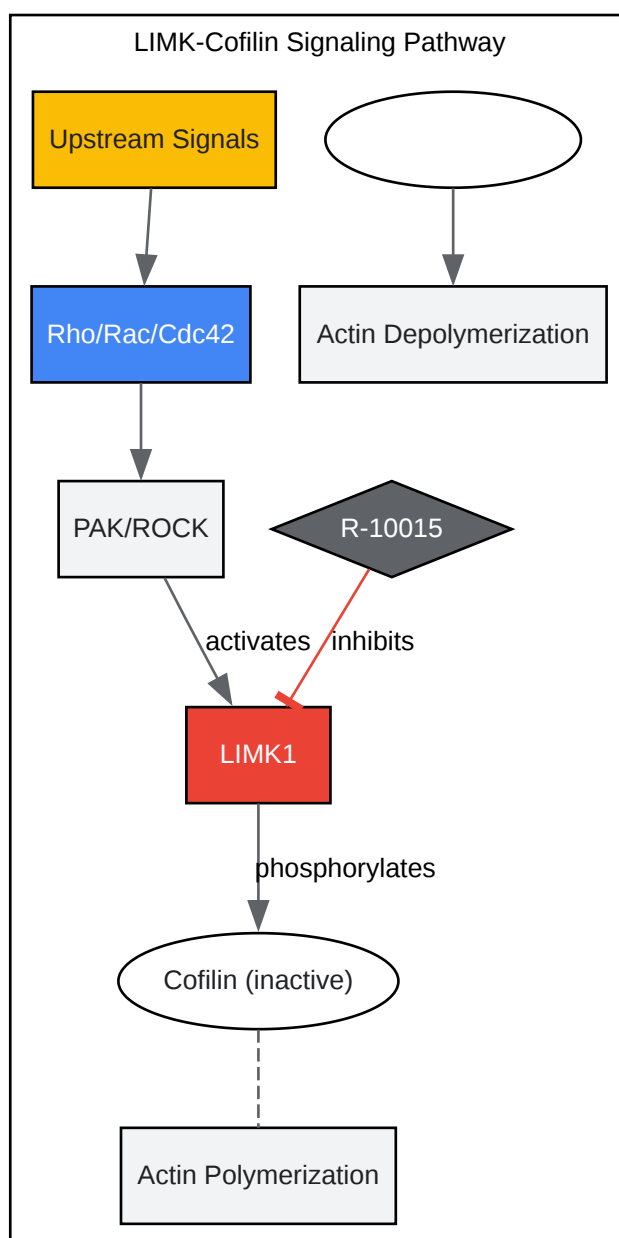 LIMK-Cofilin Signaling Pathway
Upstream Signals
Rho/Rac/Cdc42
Actin Depolymerization
PAK/ROCK
R-10015
activates
inhibits
LIMK1
phosphorylates
Cofilin (inactive)
Actin Polymerization